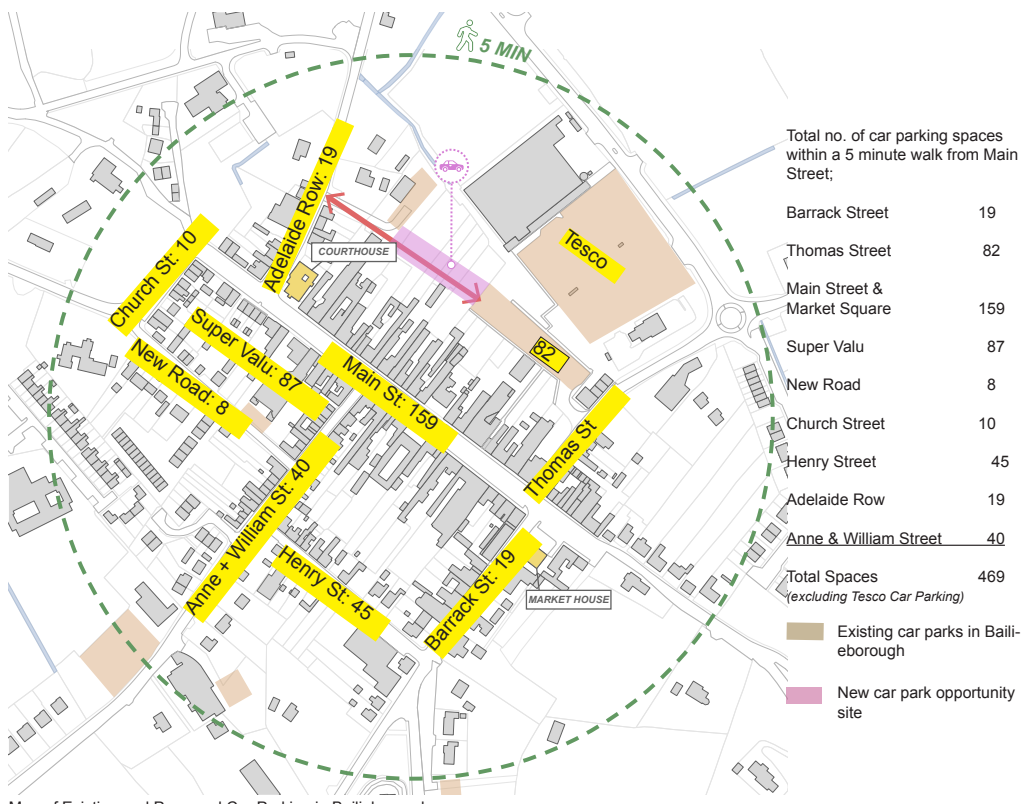 5 MIN
Adelaide Row: 19
COURTHOUSE
Church St: 10
Super Valu: 87
New Road: 8
Main St: 159
Tesco
82
Thomas St
Anne + William St: 40
Henry St: 45
Barrack St: 19
MARKET HOUSE
Total no. of car parking spaces
within a 5 minute walk from Main
Street;
Barrack Street 19
Thomas Street 82
Main Street &
Market Square 159
Super Valu 87
New Road 8
Church Street 10
Henry Street 45
Adelaide Row 19
Anne & William Street 40
Total Spaces 469
(excluding Tesco Car Parking)
Existing car parks in Baili-
eborough
New car park opportunity
site